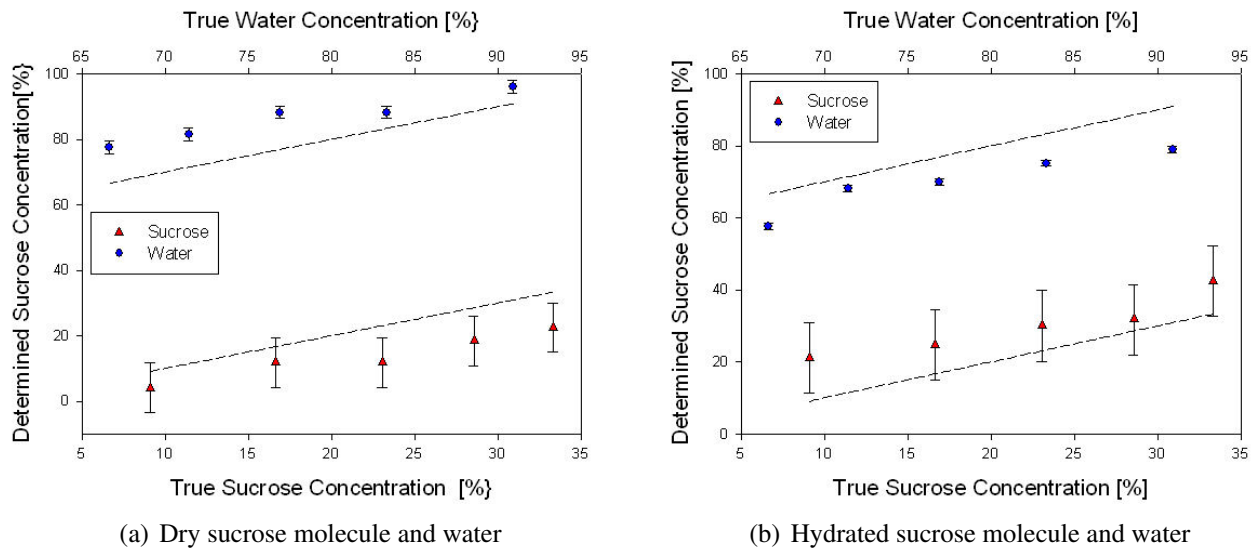 True Water Concentration [%}
65 70 75 80 85 90 95
Determined Sucrose Concentration[%]
100
80
60
40
20
0
Sucrose
Water
5 10 15 20 25 30 35
True Sucrose Concentration [%}
(a) Dry sucrose molecule and water
True Water Concentration [%]
65 70 75 80 85 90 95
Determined Sucrose Concentration [%]
100
80
60
40
20
0
Sucrose
Water
5 10 15 20 25 30 35
True Sucrose Concentration [%]
(b) Hydrated sucrose molecule and water